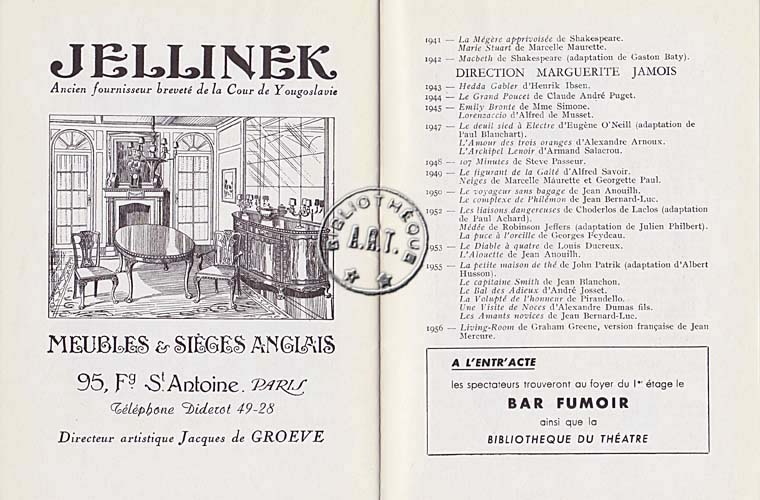 JELLINEK
Ancien fournisseur breveté de la Cour de Yougoslavie
MEUBLES & SIÈGES ANGLAIS
95, Fg St Antoine. PARIS
Téléphone Diderot 49-28
Directeur artistique Jacques de GROEVE
BIBLIOTHÈQUE
A.R.T.
1941 — La Mégère apprivoisée de Shakespeare.
Marie Stuart de Marcelle Maurette.
1942 — Macbeth de Shakespeare (adaptation de Gaston Baty).
DIRECTION MARGUERITE JAMOIS
1943 — Hedda Gabler d'Henrik Ibsen.
1944 — Le Grand Poucet de Claude André Puget.
1945 — Emily Bronte de Mme Simone.
Lorenzaccio d'Alfred de Musset.
1947 — Le deuil sied à Electre d'Eugène O'Neill (adaptation de
Paul Blanchart).
L'Amour des trois oranges d'Alexandre Arnoux.
L'Archipel Lenoir d'Armand Salacrou.
1948 — 107 Minutes de Steve Passeur.
1949 — Le figurant de la Gaîté d'Alfred Savoir.
Neiges de Marcelle Maurette et Georgette Paul.
1950 — Le voyageur sans bagage de Jean Anouilh.
Le complexe de Philémon de Jean Bernard-Luc.
1952 — Les liaisons dangereuses de Choderlos de Laclos (adaptation
de Paul Achard).
Médée de Robinson Jeffers (adaptation de Julien Philbert).
La puce à l'oreille de Georges Feydeau.
1953 — Le Diable à quatre de Louis Ducreux.
L'Alouette de Jean Anouilh.
1955 — La petite maison de thé de John Patrik (adaptation d'Albert
Husson).
Le capitaine Smith de Jean Blanchon.
Le Bal des Adieux d'André Josset.
La Volupté de l'honneur de Pirandello.
Une Visite de Noces d'Alexandre Dumas fils.
Les Amants novices de Jean Bernard-Luc.
1956 — Living-Room de Graham Greene, version française de Jean
Mercure.
A L'ENTR'ACTE
les spectateurs trouveront au foyer du 1er étage le
BAR FUMOIR
ainsi que la
BIBLIOTHEQUE DU THÉATRE